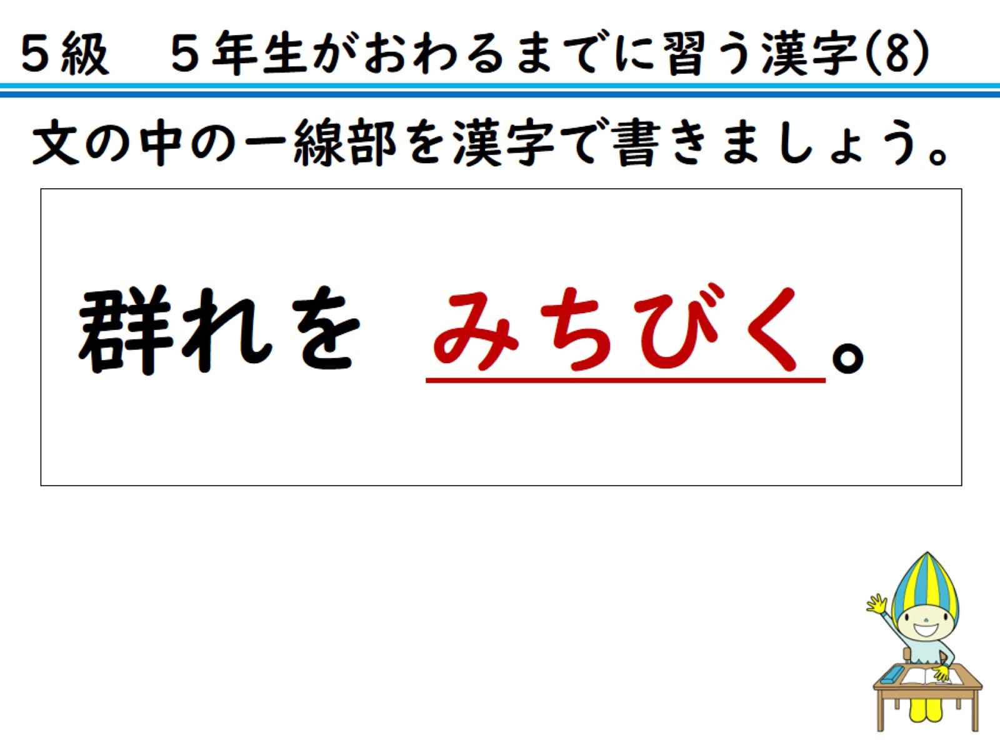 ５級　５年生がおわるまでに習う漢字(8)
文の中の－線部を漢字で書きましょう。
群れを みちびく。